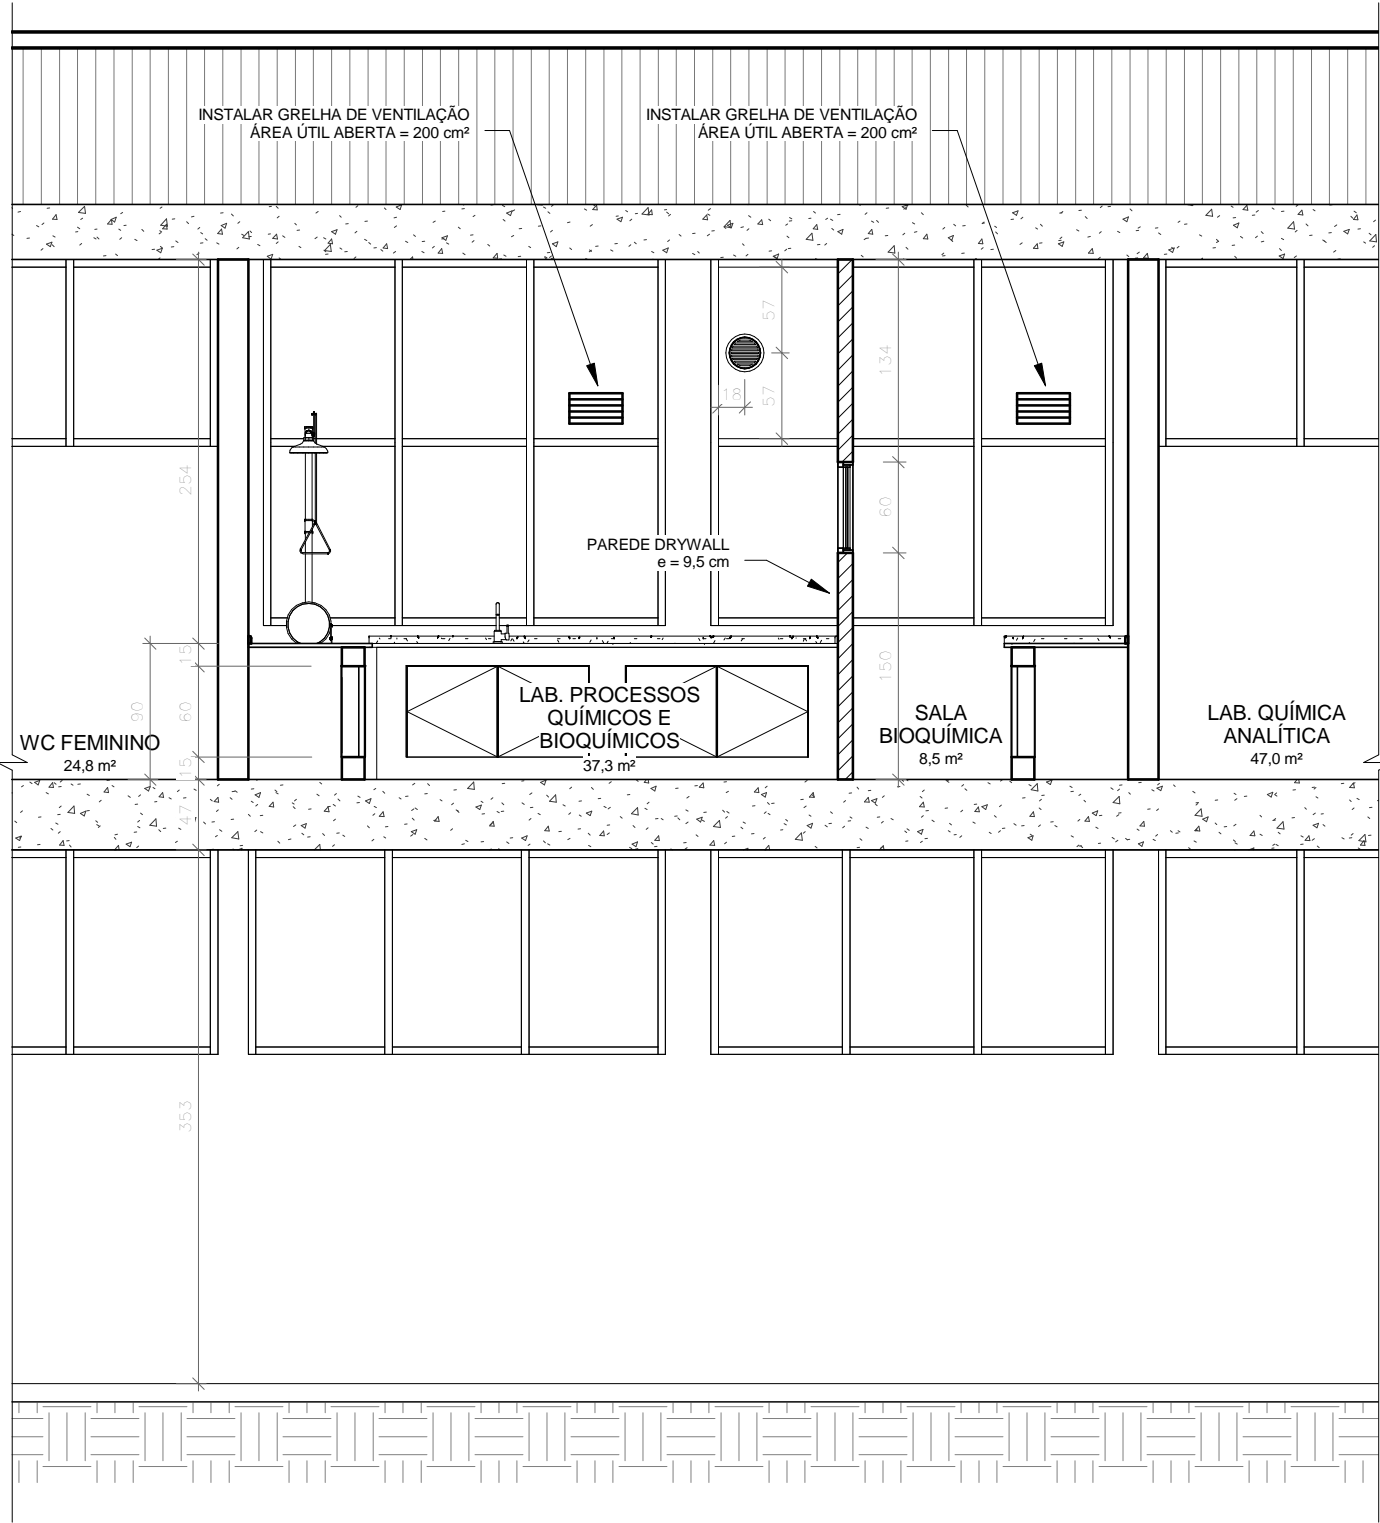 INSTALAR GRELHA DE VENTILAÇÃO
ÁREA ÚTIL ABERTA = 200 cm²
INSTALAR GRELHA DE VENTILAÇÃO
ÁREA ÚTIL ABERTA = 200 cm²
57
134
18
57
254
60
PAREDE DRYWALL
e = 9,5 cm
15
150
90
60
LAB. PROCESSOS
QUÍMICOS E
BIOQUÍMICOS
37,3 m²
SALA
BIOQUÍMICA
8,5 m²
LAB. QUÍMICA
ANALÍTICA
47,0 m²
WC FEMININO
24,8 m²
15
47
353